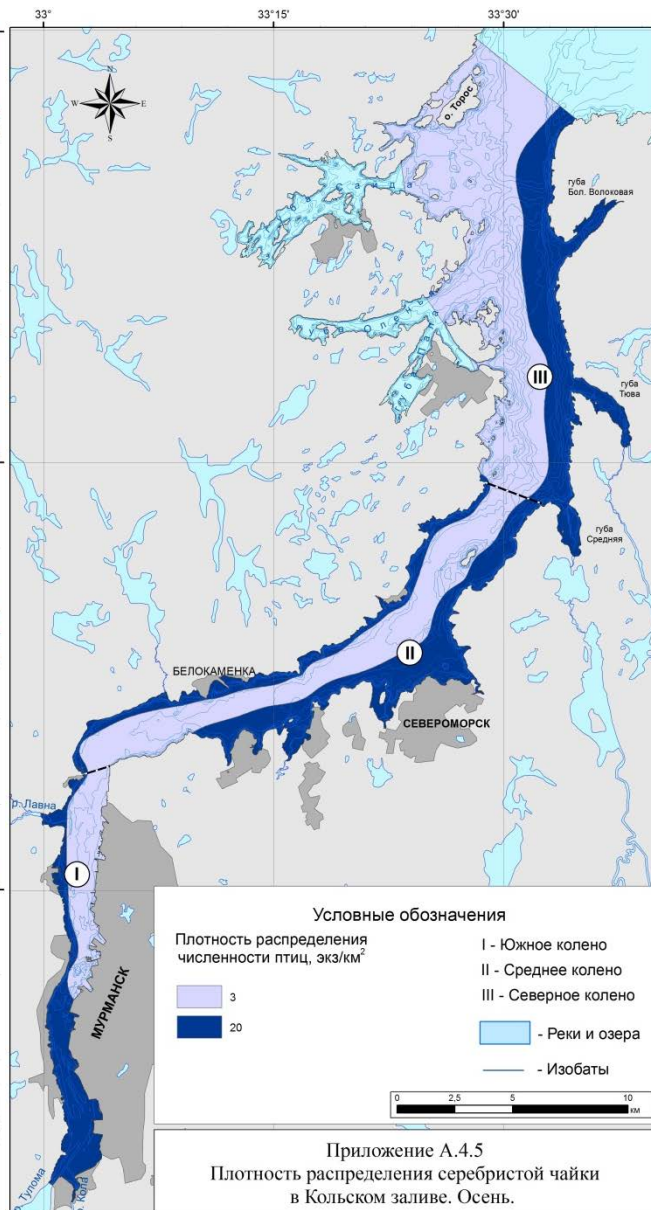 33°
33°15'
33°30'
N
W
E
S
о. Торос
губа
Бол. Волоковая
III
губа
Тюва
губа
Средняя
II
БЕЛОКАМЕНКА
СЕВЕРОМОРСК
р. Лавна
I
МУРМАНСК
р. Тулома
р. Кола
Условные обозначения
Плотность распределения
численности птиц, экз/км²
3
20
I - Южное колено
II - Среднее колено
III - Северное колено
- Реки и озера
- Изобаты
0 2,5 5 10
км
Приложение А.4.5
Плотность распределения серебристой чайки
в Кольском заливе. Осень.